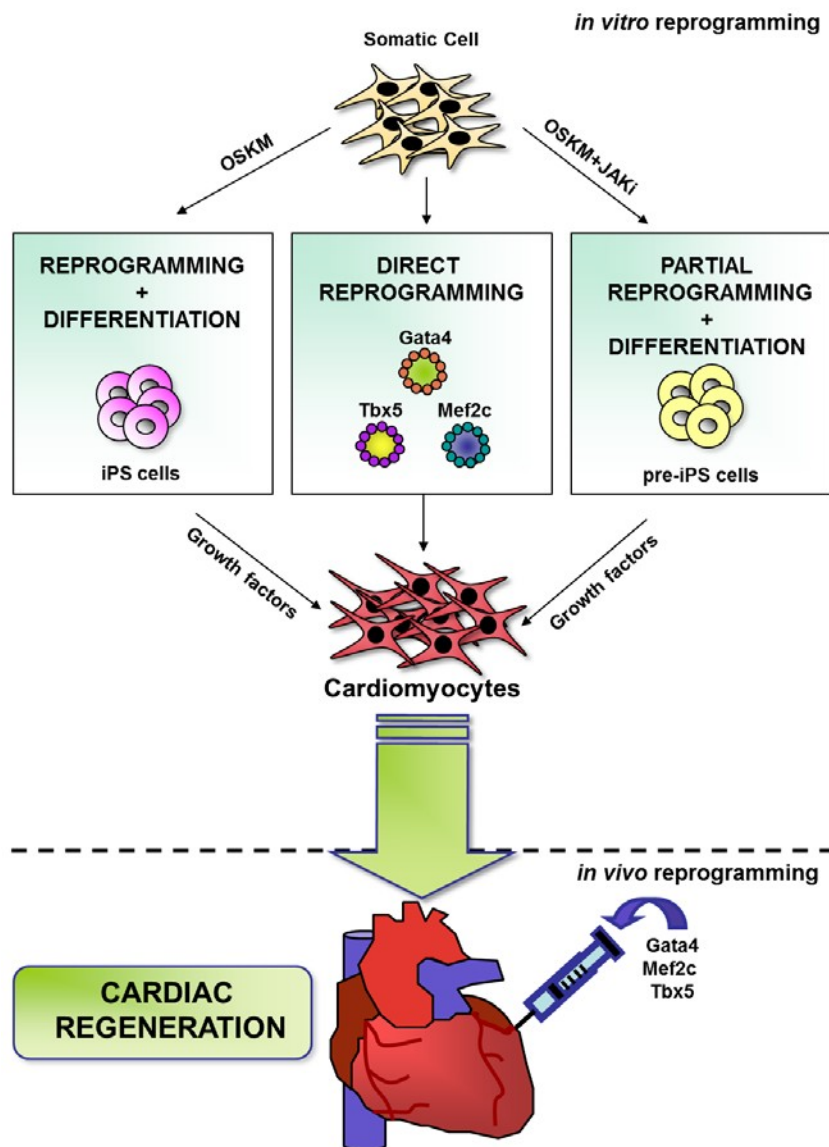 in vitro reprogramming
Somatic Cell
OSKM
OSKM+JAKi
REPROGRAMMING
+
DIFFERENTIATION
iPS cells
DIRECT
REPROGRAMMING
Gata4
Tbx5
Mef2c
PARTIAL
REPROGRAMMING
+
DIFFERENTIATION
pre-iPS cells
Growth factors
Growth factors
Cardiomyocytes
in vivo reprogramming
Gata4
Mef2c
Tbx5
CARDIAC
REGENERATION